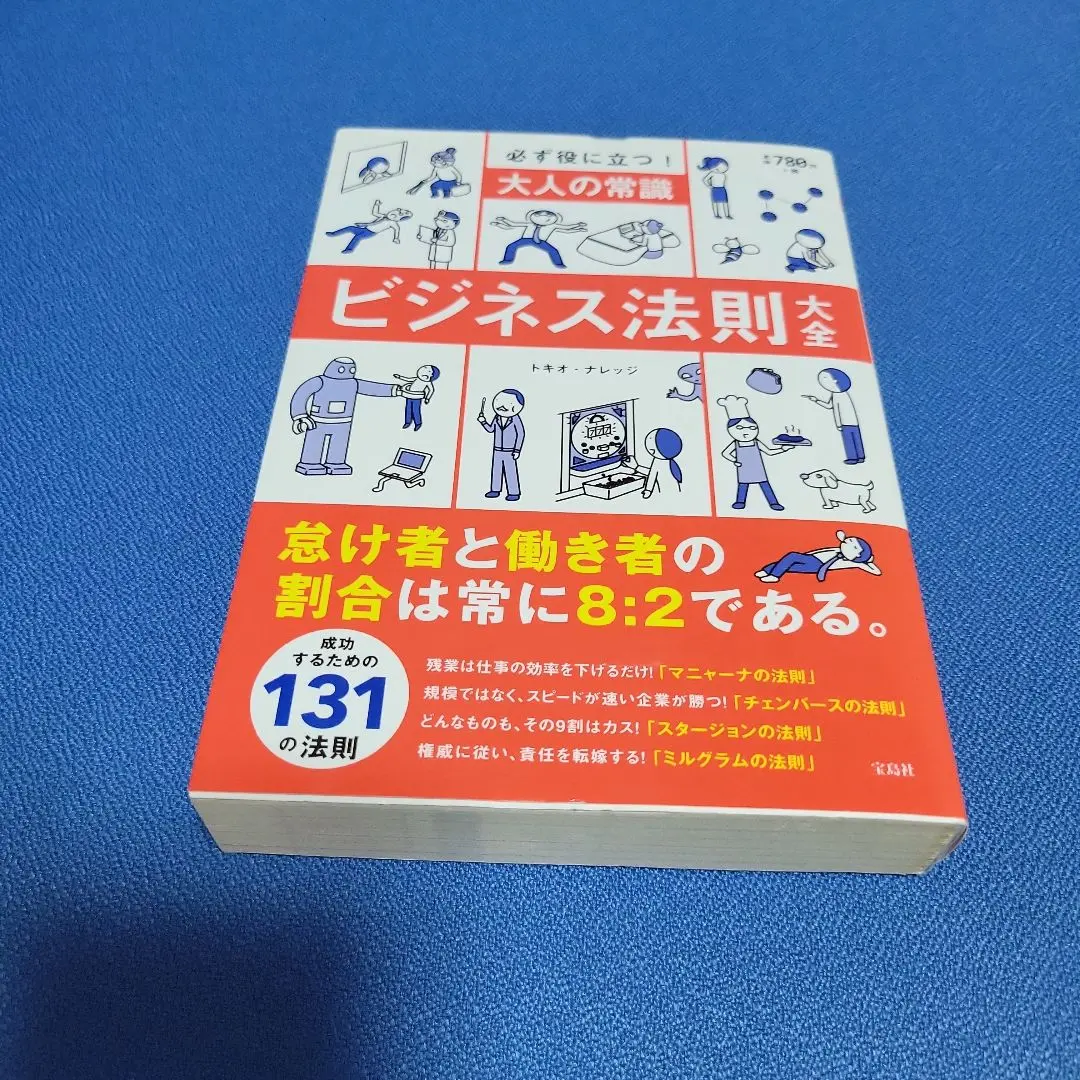 必ず役に立つ!
大人の常識
780
ビジネス法則大全
トキオ・ナレッジ
怠け者と働き者の
割合は常に8:2である。
成功
するための
131
の法則
残業は仕事の効率を下げるだけ!「マニャーナの法則」
規模ではなく、スピードが速い企業が勝つ!「チェンバースの法則」
どんなものも、その9割はカス!「スタージョンの法則」
権威に従い、責任を転嫁する!「ミルグラムの法則」
宝島社